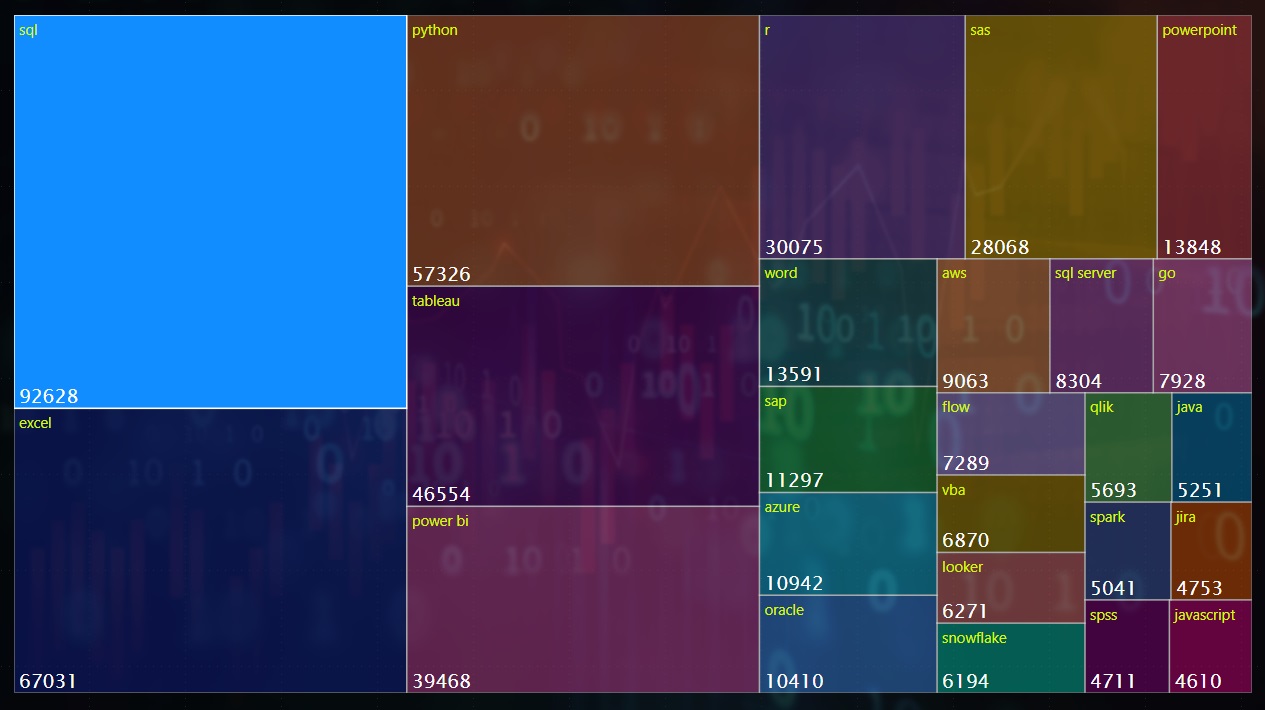 sql
92628
excel
67031
python
57326
tableau
46554
power bi
39468
r
30075
sas
28068
powerpoint
13848
word
13591
sap
11297
azure
10942
oracle
10410
aws
9063
sql server
8304
go
7928
flow
7289
vba
6870
looker
6271
snowflake
6194
qlik
5693
java
5251
spark
5041
jira
4753
spss
4711
javascript
4610